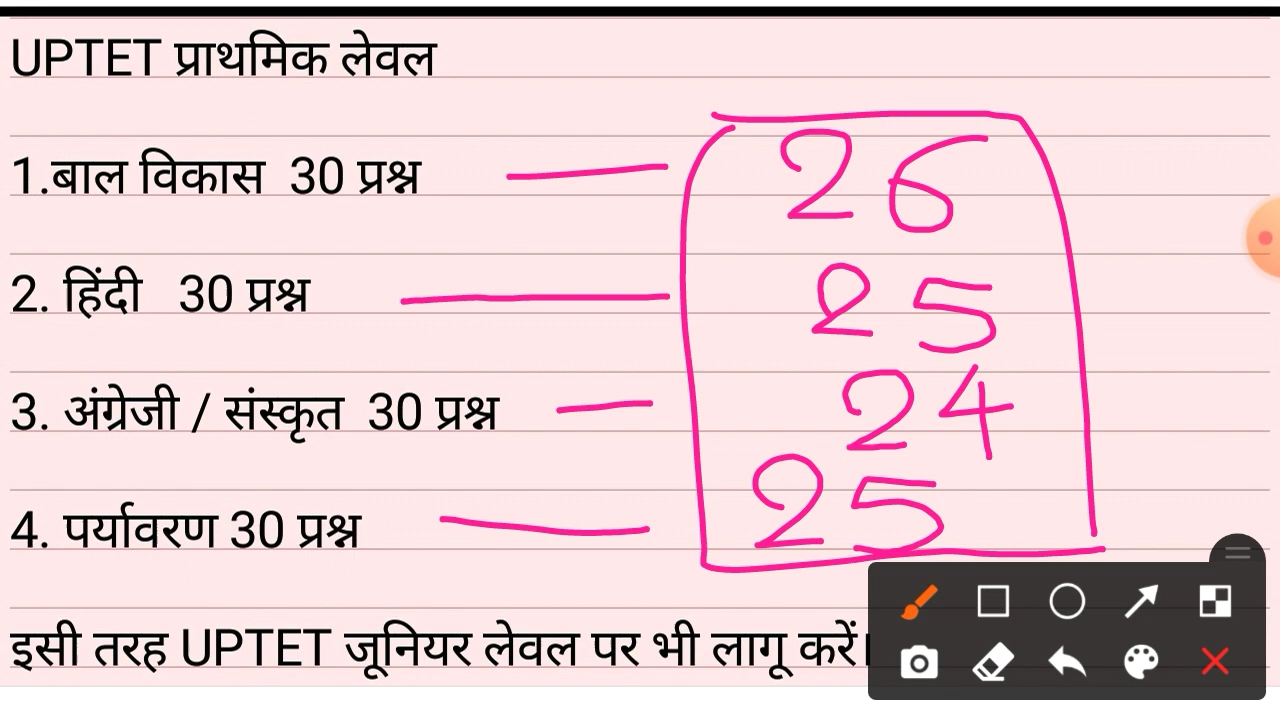 UPTET प्राथमिक लेवल
1.बाल विकास 30 प्रश्न 26
2. हिंदी 30 प्रश्न 25
3. अंग्रेजी / संस्कृत 30 प्रश्न 24
4. पर्यावरण 30 प्रश्न 25
इसी तरह UPTET जूनियर लेवल पर भी लागू करें।